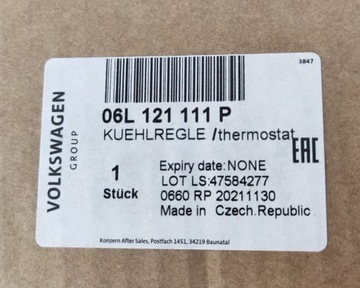 3847
VOLKSWAGEN
GROUP
06L 121 111 P
KUEHLREGLE /thermostat
EAC
1
Stück
Expiry date:NONE
LOT LS:47584277
0660 RP 20211130
Made in Czech.Republic
Konzern After Sales, Postfach 1451, 34219 Baunatal